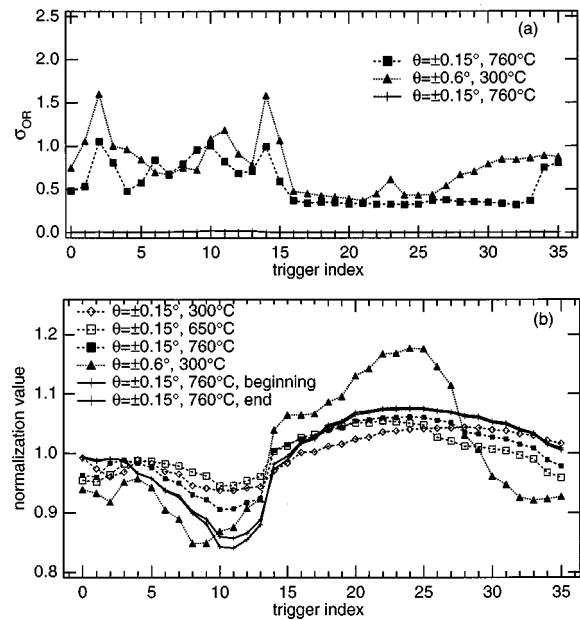 (a)
θ=±0.15°, 760°C
θ=±0.6°, 300°C
θ=±0.15°, 760°C
2.5
2.0
1.5
1.0
0.5
0.0
σOR
0 5 10 15 20 25 30 35
trigger index
(b)
θ=±0.15°, 300°C
θ=±0.15°, 650°C
θ=±0.15°, 760°C
θ=±0.6°, 300°C
θ=±0.15°, 760°C, beginning
θ=±0.15°, 760°C, end
1.2
1.1
1.0
0.9
0.8
normalization value
0 5 10 15 20 25 30 35
trigger index